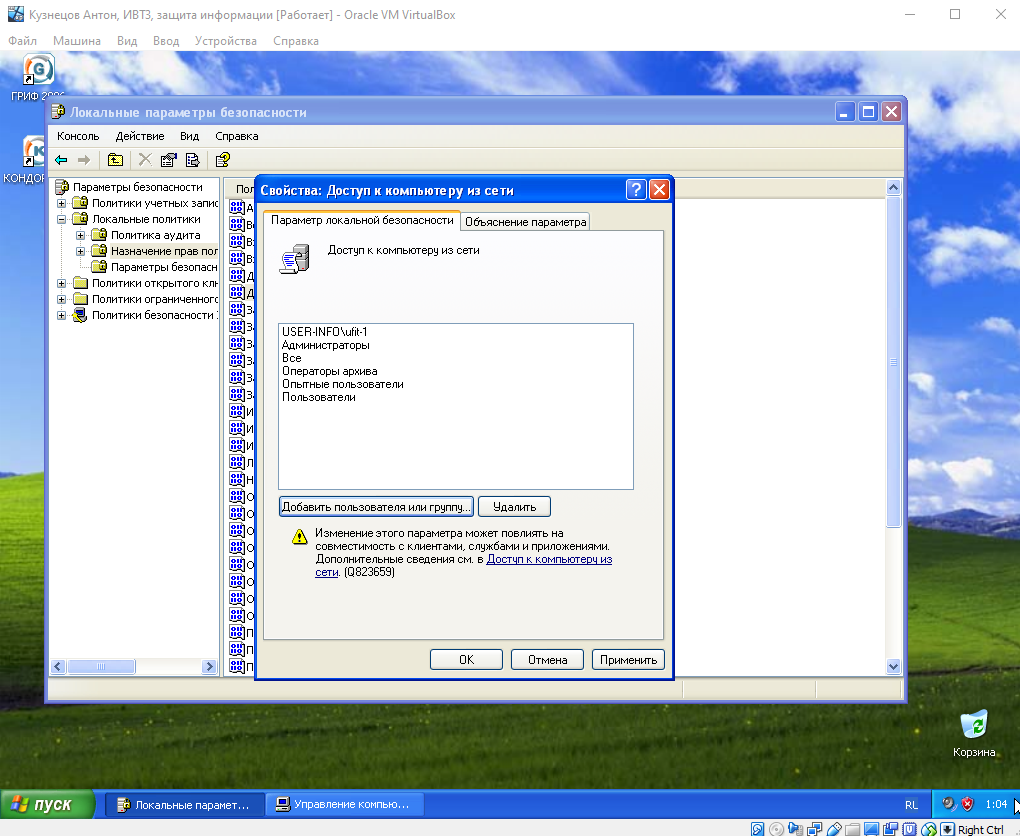 Кузнецов Антон, ИВТЗ, защита информации [Работает] - Oracle VM VirtualBox
Файл Машина Вид Ввод Устройства Справка
ГРИФ
Локальные параметры безопасности
Консоль Действие Вид Справка
КОНДОР
Параметры безопасности
Политики учетных запис
Локальные политики
Политика аудита
Назначение прав пол
Параметры безопасн
Политики открытого клю
Политики ограниченного
Политики безопасности
Пол
Свойства: Доступ к компьютеру из сети
Параметр локальной безопасности Объяснение параметра
Доступ к компьютеру из сети
USER-INFO\ufit-1
Администраторы
Все
Операторы архива
Опытные пользователи
Пользователи
Добавить пользователя или группу... Удалить
Изменение этого параметра может повлиять на
совместимость с клиентами, службами и приложениями.
Дополнительные сведения см. в Доступ к компьютеру из
сети. (Q823659)
OK Отмена Применить
Корзина
пуск Локальные парамет... Управление компью... RL 1:04
Right Ctrl